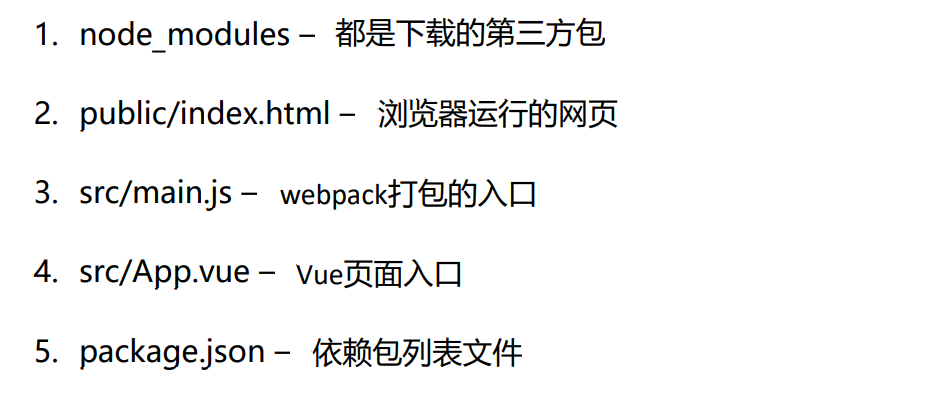 1. node_modules – 都是下载的第三方包
2. public/index.html – 浏览器运行的网页
3. src/main.js – webpack打包的入口
4. src/App.vue – Vue页面入口
5. package.json – 依赖包列表文件